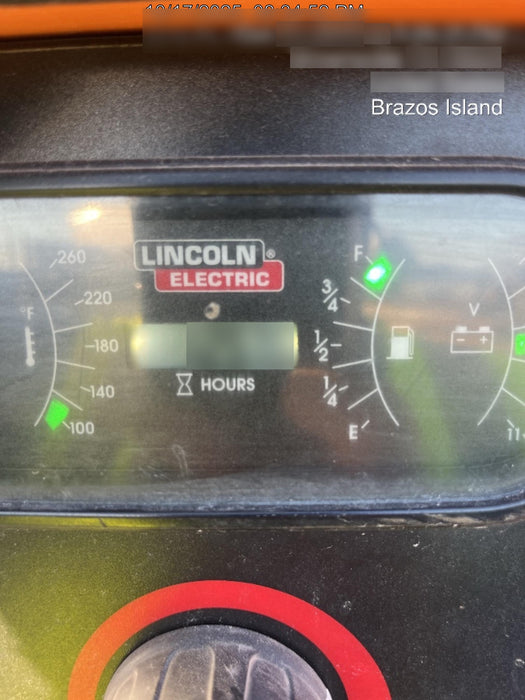 Brazos Island
LINCOLN®
ELECTRIC
HOURS
°F
260
220
180
140
100
F
3/4
1/2
1/4
E
V